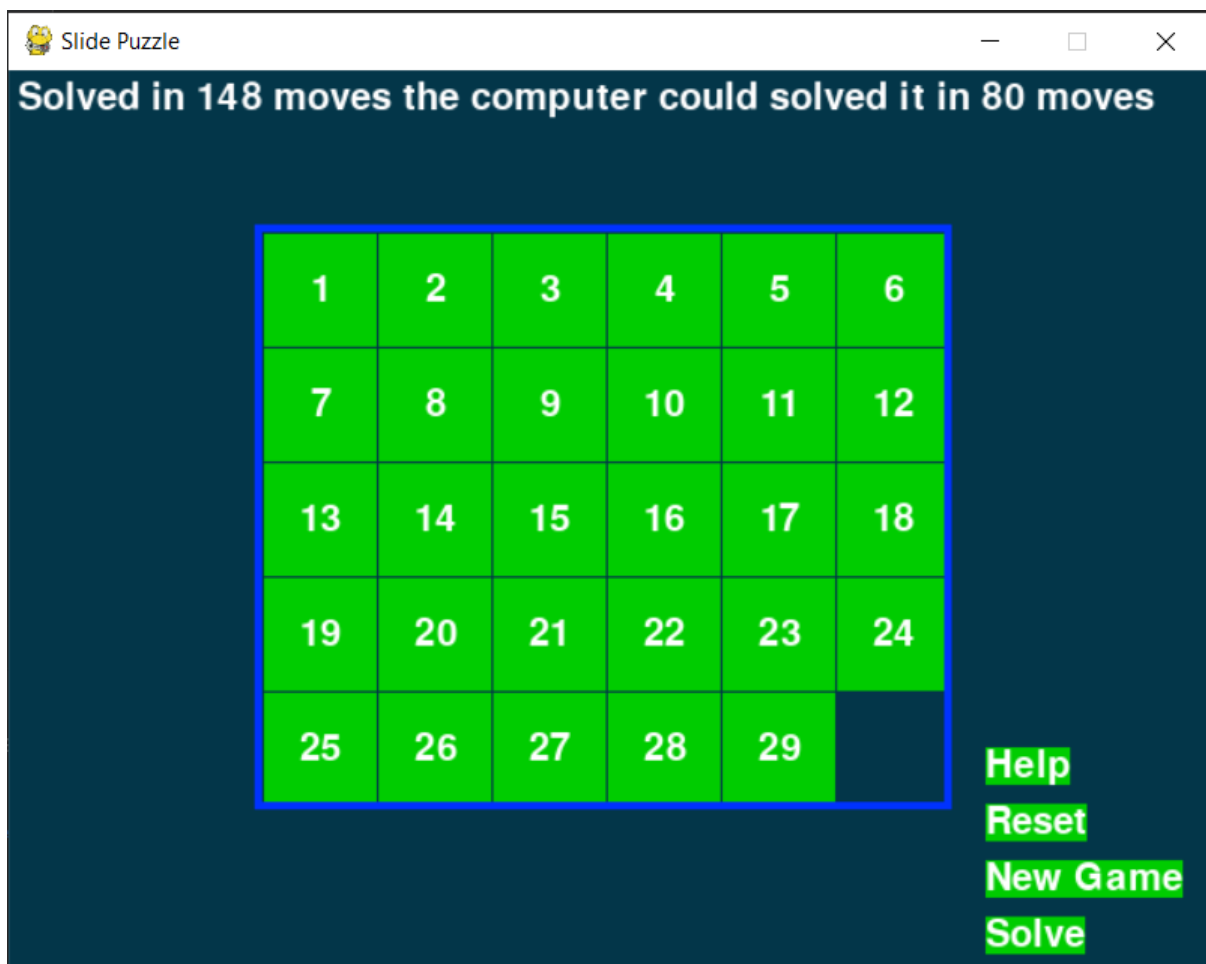 Slide Puzzle
Solved in 148 moves the computer could solved it in 80 moves
1 2 3 4 5 6
7 8 9 10 11 12
13 14 15 16 17 18
19 20 21 22 23 24
25 26 27 28 29
Help
Reset
New Game
Solve